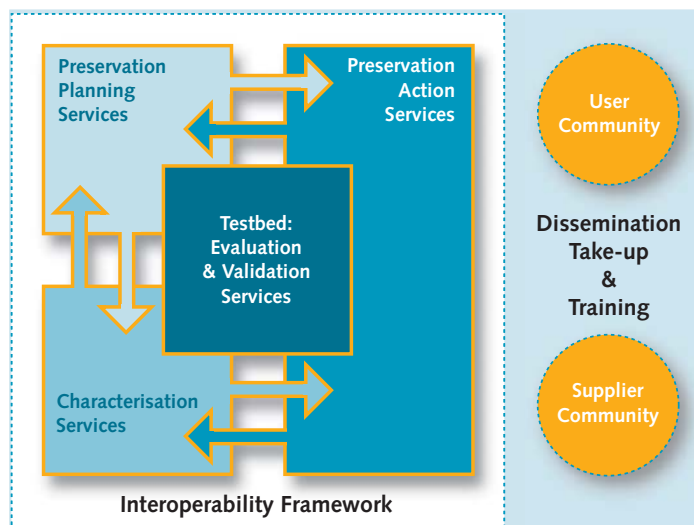 Preservation
Planning
Services
Preservation
Action
Services
Testbed:
Evaluation
& Validation
Services
Characterisation
Services
Interoperability Framework
User
Community
Dissemination
Take-up
&
Training
Supplier
Community